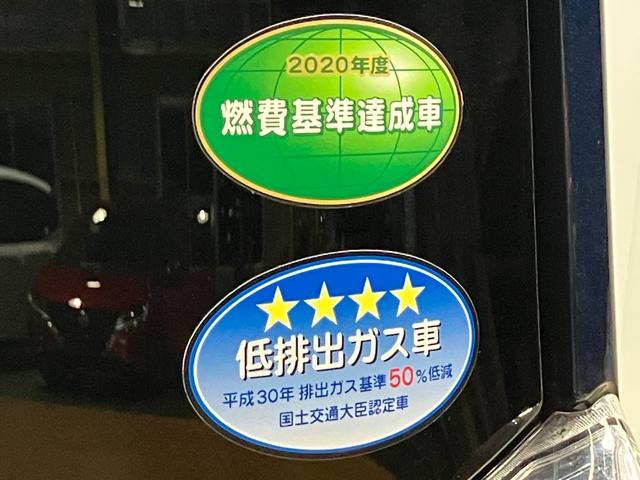 2020年度
燃費基準達成車
低排出ガス車
平成30年 排出ガス基準50%低減
国土交通大臣認定車